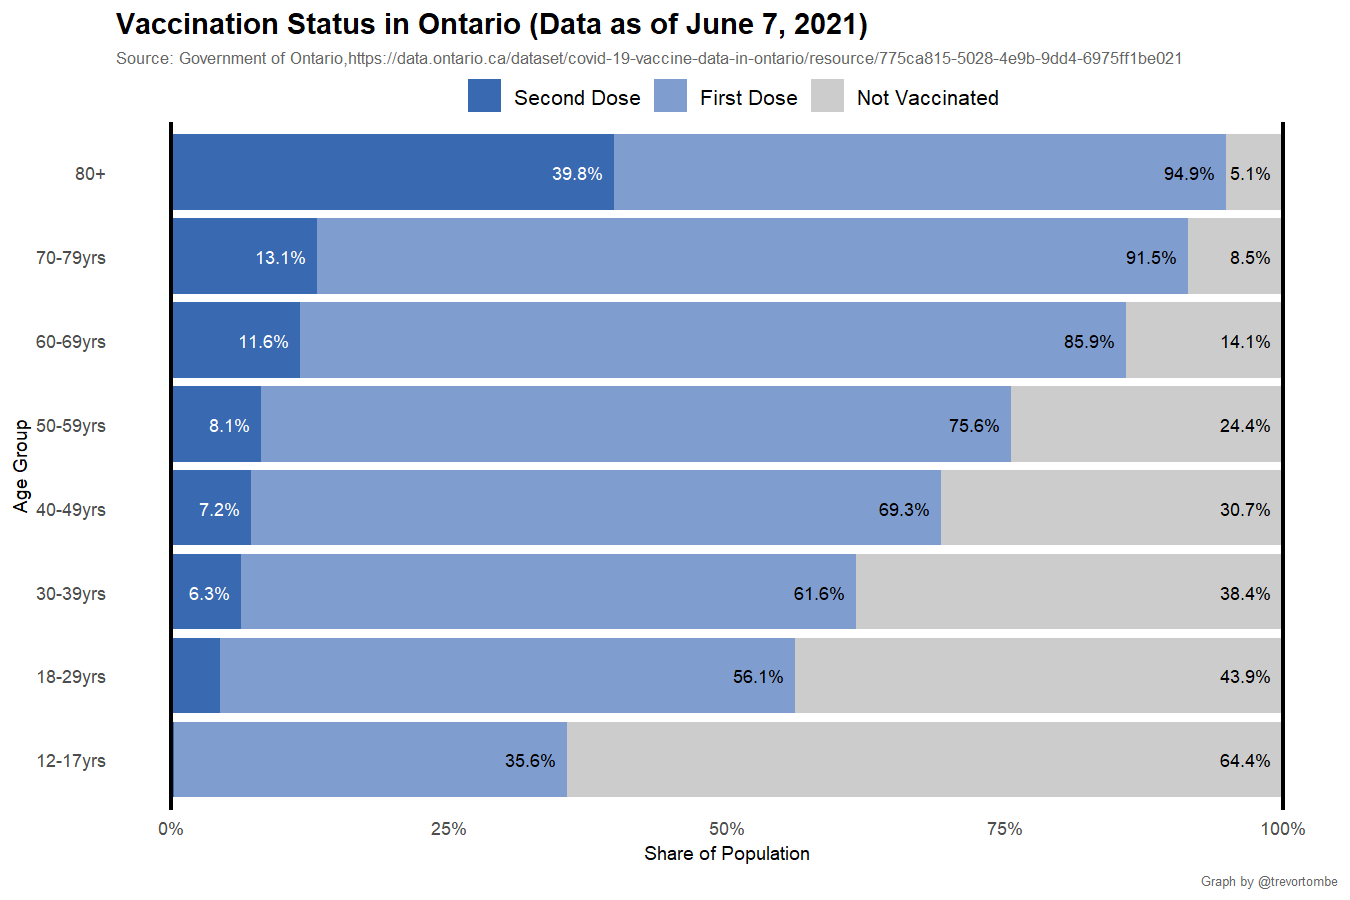 Vaccination Status in Ontario (Data as of June 7, 2021)
Source: Government of Ontario,https://data.ontario.ca/dataset/covid-19-vaccine-data-in-ontario/resource/775ca815-5028-4e9b-9dd4-6975ff1be021
Second Dose First Dose Not Vaccinated
80+ 39.8% 94.9% 5.1%
70-79yrs 13.1% 91.5% 8.5%
60-69yrs 11.6% 85.9% 14.1%
50-59yrs 8.1% 75.6% 24.4%
Age Group
40-49yrs 7.2% 69.3% 30.7%
30-39yrs 6.3% 61.6% 38.4%
18-29yrs 56.1% 43.9%
12-17yrs 35.6% 64.4%
0% 25% 50% 75% 100%
Share of Population
Graph by @trevortombe